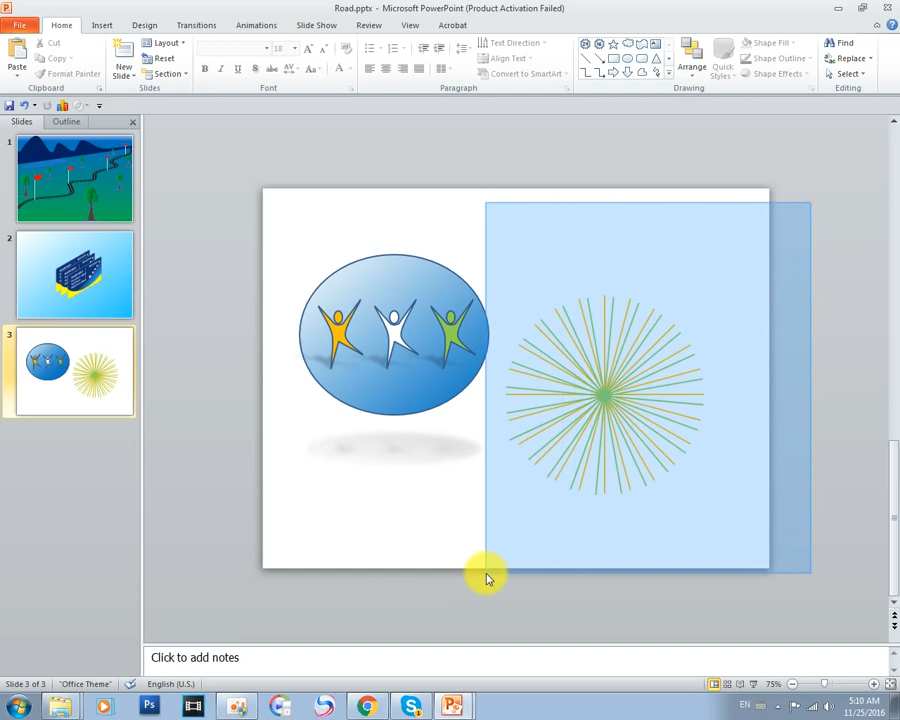 Road.pptx - Microsoft PowerPoint (Product Activation Failed)
File Home Insert Design Transitions Animations Slide Show Review View Acrobat
Paste
Cut
Copy
Format Painter
Clipboard
New Slide
Layout
Reset
Section
Slides
18
B I U S abc AV Aa A
Font
Text Direction
Align Text
Convert to SmartArt
Paragraph
Arrange
Quick Styles
Shape Fill
Shape Outline
Shape Effects
Drawing
Find
Replace
Select
Editing
Slides Outline
1
2
3
Click to add notes
Slide 3 of 3 "Office Theme" English (U.S.) 75%
EN 5:10 AM
11/25/2016